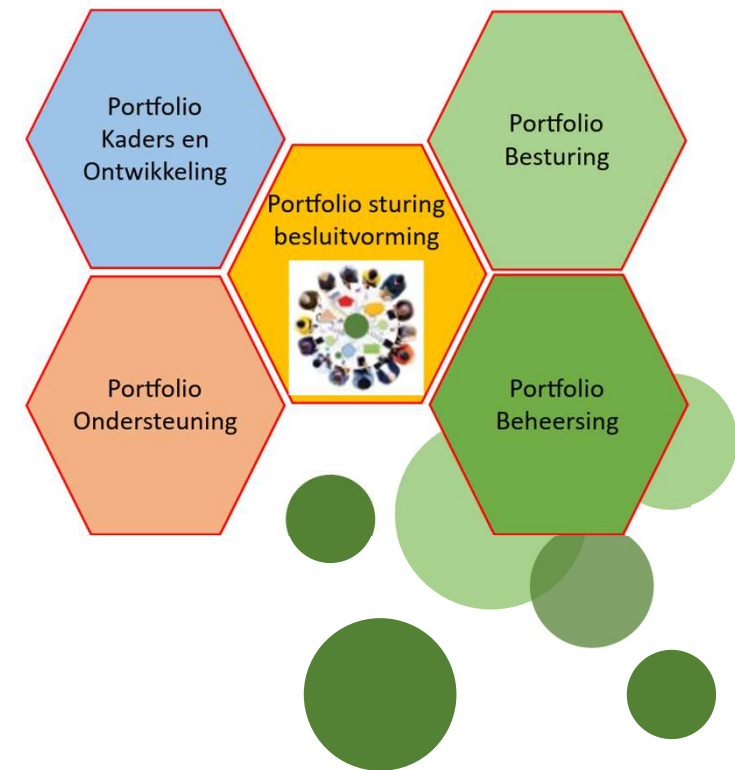 Portfolio
Kaders en
Ontwikkeling
Portfolio
Besturing
Portfolio sturing
besluitvorming
Portfolio
Ondersteuning
Portfolio
Beheersing